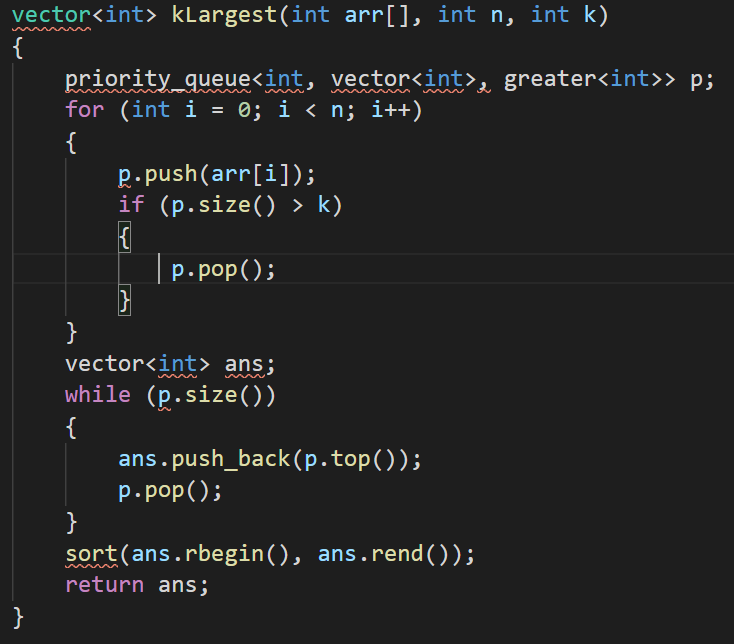 vector<int> kLargest(int arr[], int n, int k)
{
    priority_queue<int, vector<int>, greater<int>> p;
    for (int i = 0; i < n; i++)
    {
        p.push(arr[i]);
        if (p.size() > k)
        {
            p.pop();
        }
    }
    vector<int> ans;
    while (p.size())
    {
        ans.push_back(p.top());
        p.pop();
    }
    sort(ans.rbegin(), ans.rend());
    return ans;
}